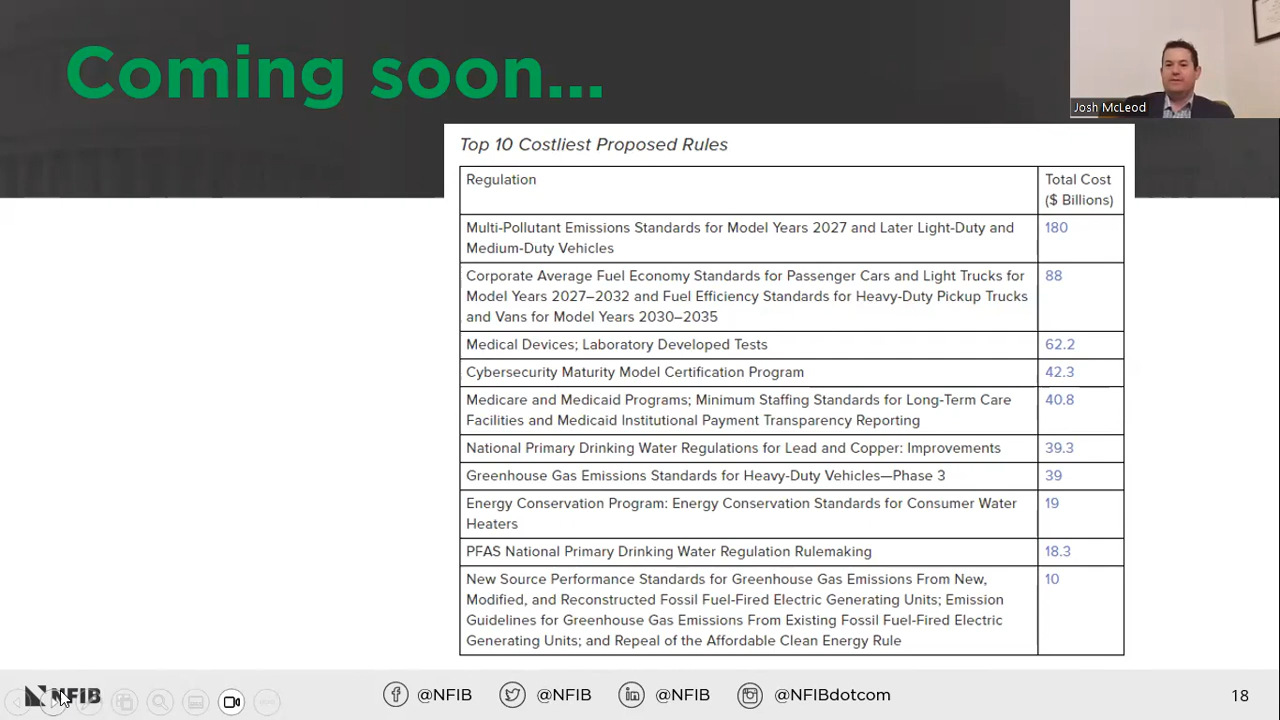 Coming soon...
Josh McLeod
Top 10 Costliest Proposed Rules
Regulation
Total Cost
($ Billions)
Multi-Pollutant Emissions Standards for Model Years 2027 and Later Light-Duty and
Medium-Duty Vehicles
180
Corporate Average Fuel Economy Standards for Passenger Cars and Light Trucks for
Model Years 2027–2032 and Fuel Efficiency Standards for Heavy-Duty Pickup Trucks
and Vans for Model Years 2030–2035
88
Medical Devices; Laboratory Developed Tests
62.2
Cybersecurity Maturity Model Certification Program
42.3
Medicare and Medicaid Programs; Minimum Staffing Standards for Long-Term Care
Facilities and Medicaid Institutional Payment Transparency Reporting
40.8
National Primary Drinking Water Regulations for Lead and Copper: Improvements
39.3
Greenhouse Gas Emissions Standards for Heavy-Duty Vehicles—Phase 3
39
Energy Conservation Program: Energy Conservation Standards for Consumer Water
Heaters
19
PFAS National Primary Drinking Water Regulation Rulemaking
18.3
New Source Performance Standards for Greenhouse Gas Emissions From New,
Modified, and Reconstructed Fossil Fuel-Fired Electric Generating Units; Emission
Guidelines for Greenhouse Gas Emissions From Existing Fossil Fuel-Fired Electric
Generating Units; and Repeal of the Affordable Clean Energy Rule
10
NFIB
@NFIB
@NFIB
@NFIB
@NFIBdotcom
18